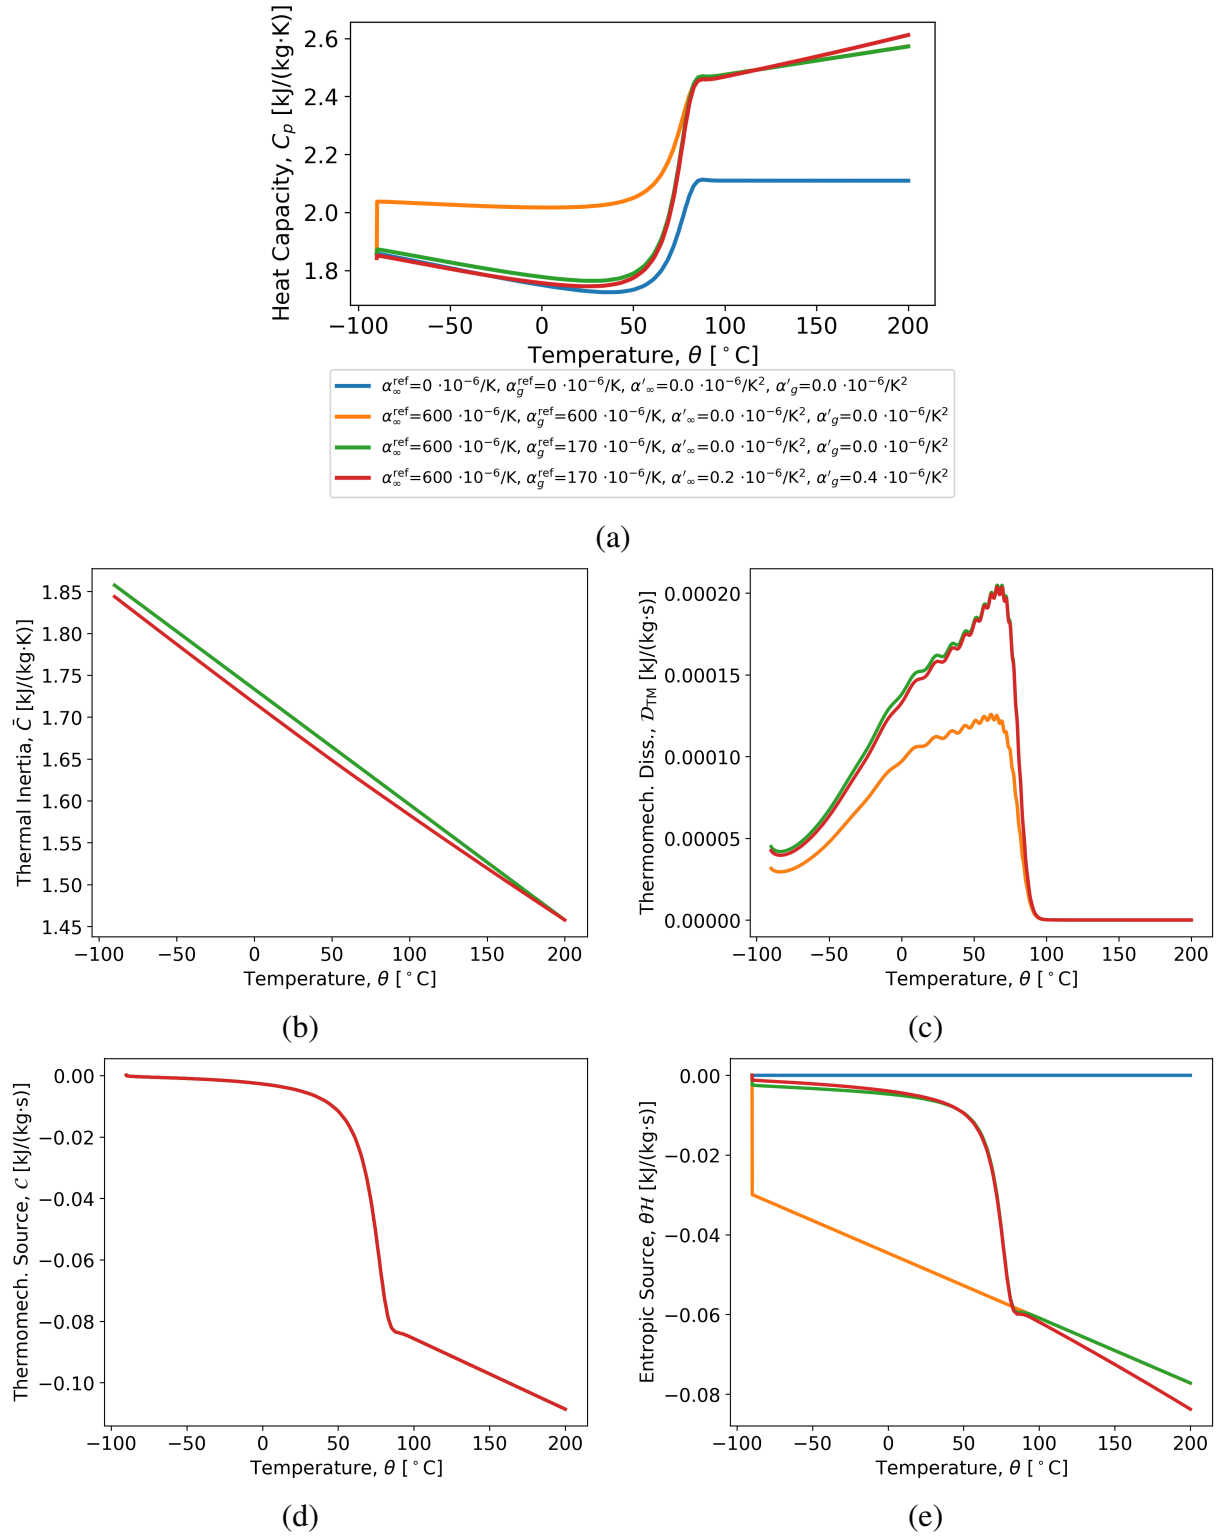 Heat Capacity, C_p [kJ/(kg·K)]
2.6
2.4
2.2
2.0
1.8
−100 −50 0 50 100 150 200
Temperature, θ [°C]
α∞^ref=0 ·10⁻⁶/K, α_g^ref=0 ·10⁻⁶/K, α′∞=0.0 ·10⁻⁶/K², α′_g=0.0 ·10⁻⁶/K²
α∞^ref=600 ·10⁻⁶/K, α_g^ref=600 ·10⁻⁶/K, α′∞=0.0 ·10⁻⁶/K², α′_g=0.0 ·10⁻⁶/K²
α∞^ref=600 ·10⁻⁶/K, α_g^ref=170 ·10⁻⁶/K, α′∞=0.0 ·10⁻⁶/K², α′_g=0.0 ·10⁻⁶/K²
α∞^ref=600 ·10⁻⁶/K, α_g^ref=170 ·10⁻⁶/K, α′∞=0.2 ·10⁻⁶/K², α′_g=0.4 ·10⁻⁶/K²
(a)
Thermal Inertia, C̄ [kJ/(kg·K)]
1.85
1.80
1.75
1.70
1.65
1.60
1.55
1.50
1.45
−100 −50 0 50 100 150 200
Temperature, θ [°C]
(b)
Thermomech. Diss., 𝒟_TM [kJ/(kg·s)]
0.00020
0.00015
0.00010
0.00005
0.00000
−100 −50 0 50 100 150 200
Temperature, θ [°C]
(c)
Thermomech. Source, 𝒞 [kJ/(kg·s)]
0.00
−0.02
−0.04
−0.06
−0.08
−0.10
−100 −50 0 50 100 150 200
Temperature, θ [°C]
(d)
Entropic Source, θℋ [kJ/(kg·s)]
0.00
−0.02
−0.04
−0.06
−0.08
−100 −50 0 50 100 150 200
Temperature, θ [°C]
(e)